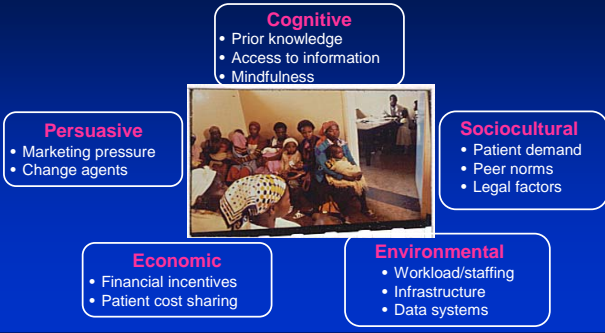 Cognitive
• Prior knowledge
• Access to information
• Mindfulness
Persuasive
• Marketing pressure
• Change agents
Sociocultural
• Patient demand
• Peer norms
• Legal factors
Economic
• Financial incentives
• Patient cost sharing
Environmental
• Workload/staffing
• Infrastructure
• Data systems